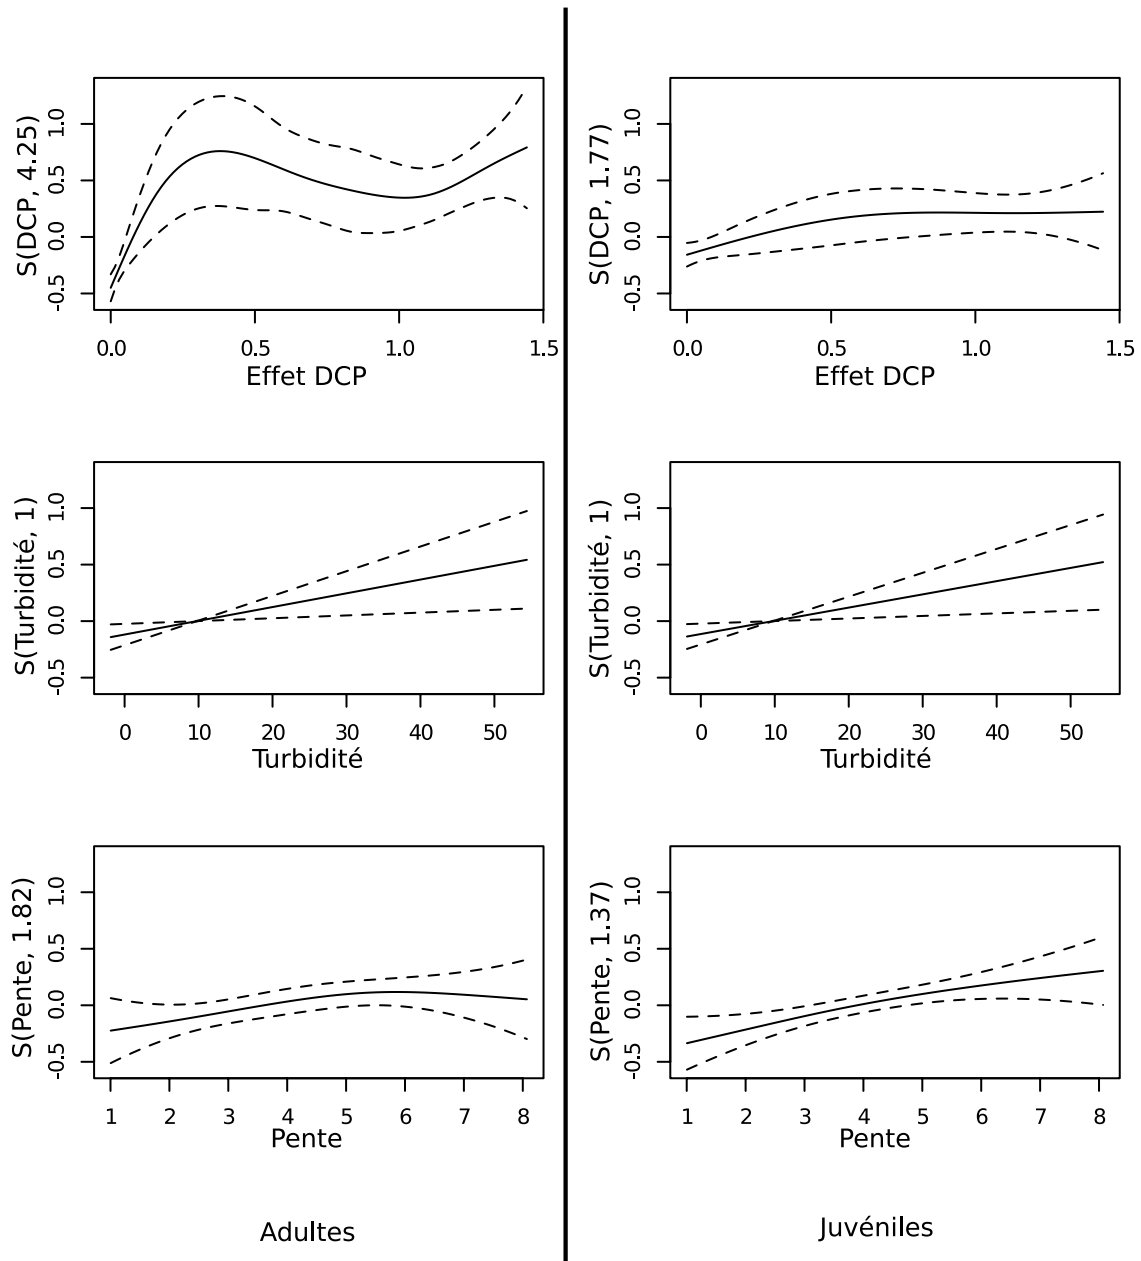 S(DCP, 4.25)
1.0
0.5
0.0
-0.5
0.0 0.5 1.0 1.5
Effet DCP
S(DCP, 1.77)
1.0
0.5
0.0
-0.5
0.0 0.5 1.0 1.5
Effet DCP
S(Turbidité, 1)
1.0
0.5
0.0
-0.5
0 10 20 30 40 50
Turbidité
S(Turbidité, 1)
1.0
0.5
0.0
-0.5
0 10 20 30 40 50
Turbidité
S(Pente, 1.82)
1.0
0.5
0.0
-0.5
1 2 3 4 5 6 7 8
Pente
S(Pente, 1.37)
1.0
0.5
0.0
-0.5
1 2 3 4 5 6 7 8
Pente
Adultes
Juvéniles